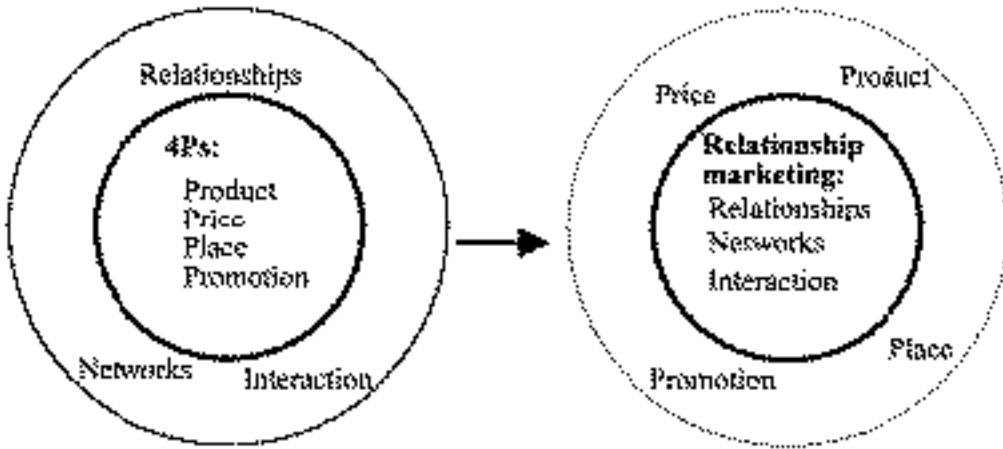 Relationships
4Ps:
Product
Price
Place
Promotion
Networks
Interaction
Price
Product
Relationship
marketing:
Relationships
Networks
Interaction
Place
Promotion